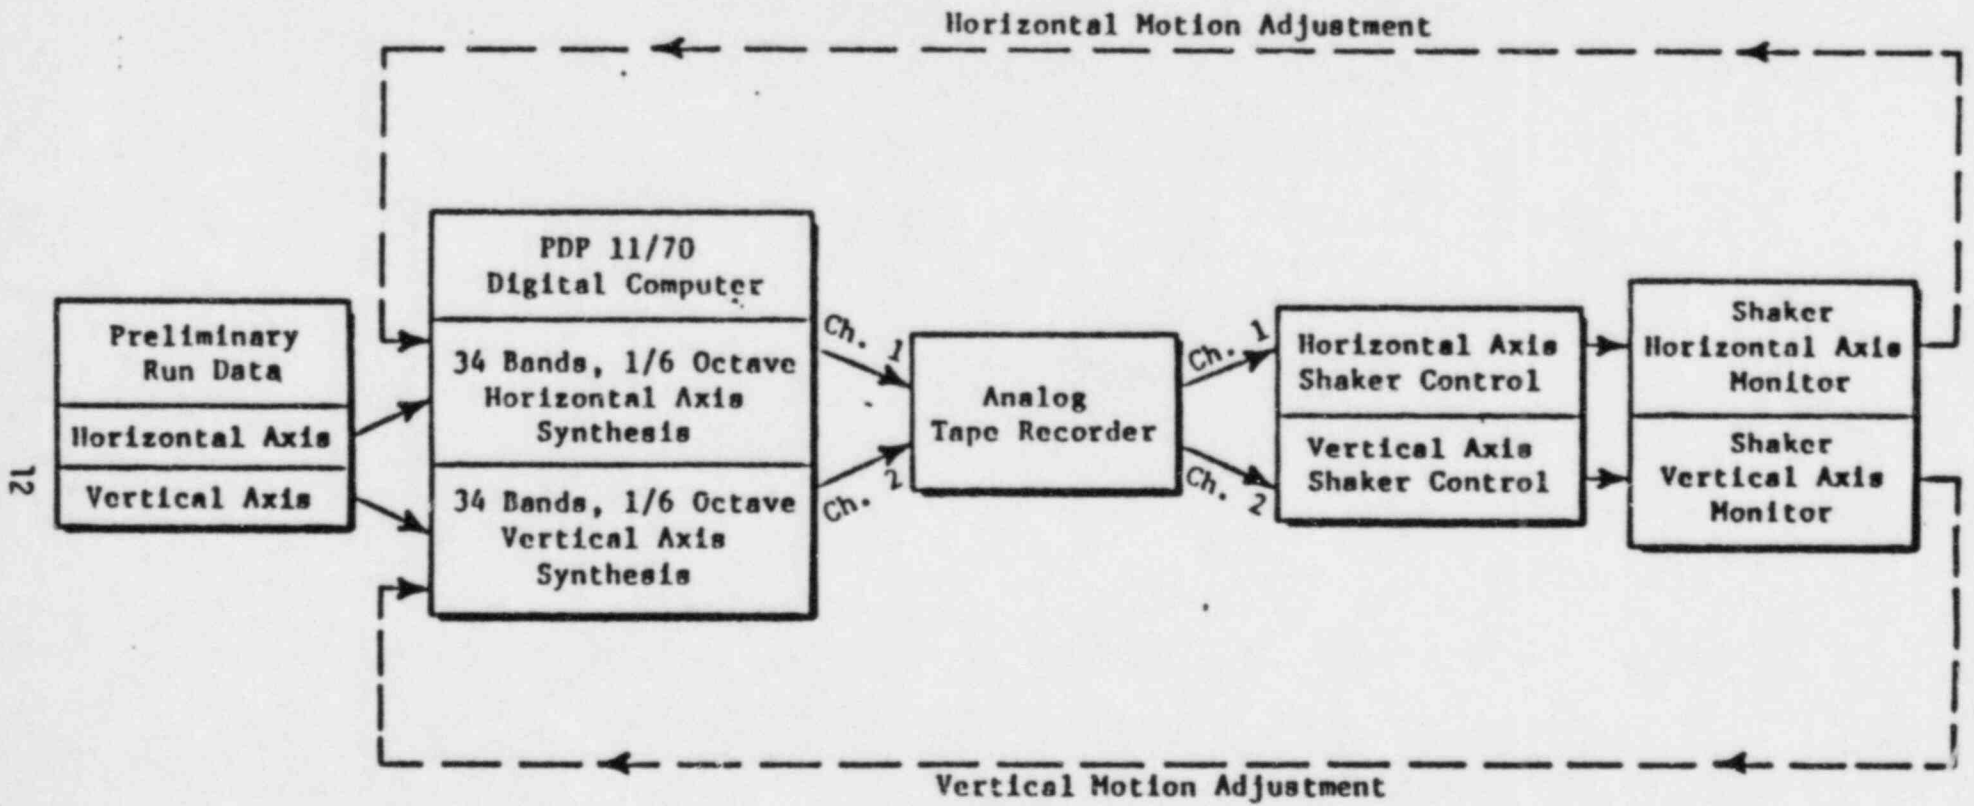 Horizontal Motion Adjustment
Preliminary
Run Data
Horizontal Axis
Vertical Axis
PDP 11/70
Digital Computer
34 Bands, 1/6 Octave
Horizontal Axis
Synthesis
34 Bands, 1/6 Octave
Vertical Axis
Synthesis
Ch. 1
Ch. 2
Analog
Tape Recorder
Ch. 1
Ch. 2
Horizontal Axis
Shaker Control
Vertical Axis
Shaker Control
Shaker
Horizontal Axis
Monitor
Shaker
Vertical Axis
Monitor
Vertical Motion Adjustment
12